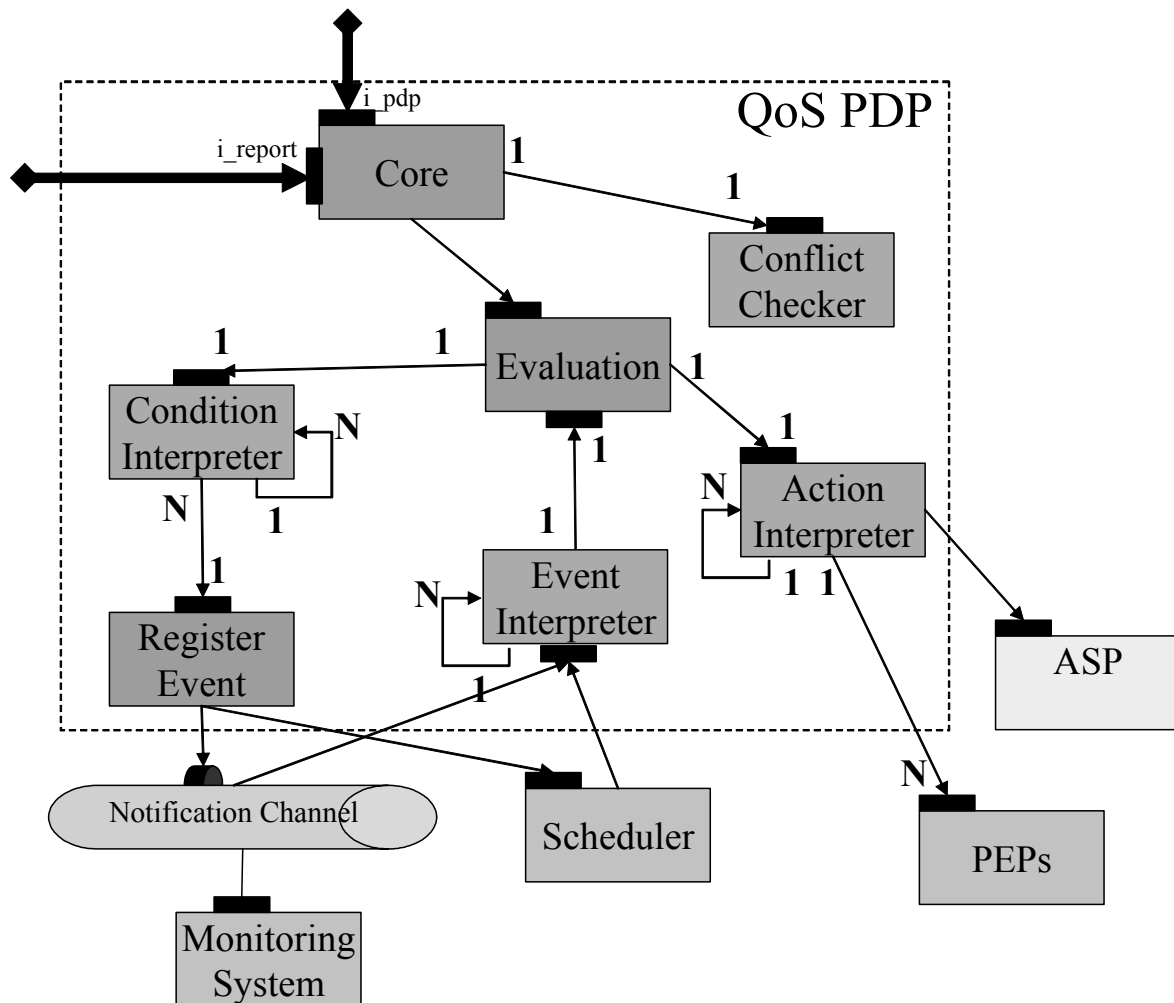 i_pdp
QoS PDP
i_report
Core
1
1
Conflict
Checker
Evaluation
1
1
1
Condition
Interpreter
N
1
1
Action
Interpreter
N
N
1
1
1
1
1
Event
Interpreter
N
Register
Event
ASP
1
Notification Channel
Scheduler
N
PEPs
Monitoring
System